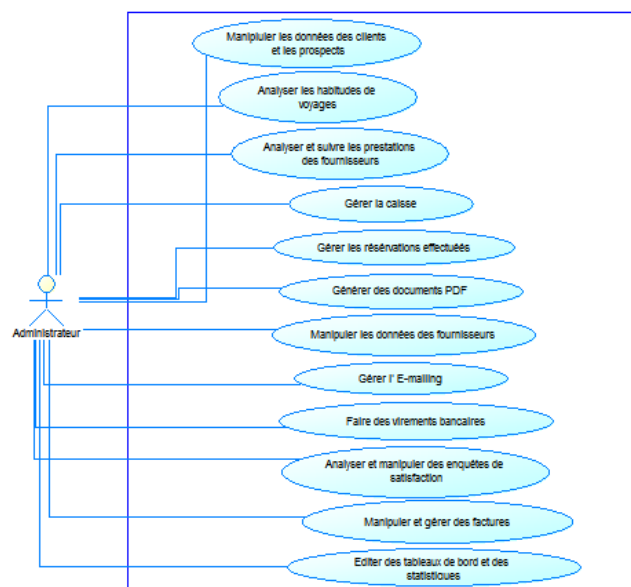 Manipluler les données des clients
et les prospects
Analyser les habitudes de
voyages
Analyser et suivre les prestations
des fournisseurs
Gérer la caisse
Gérer les résérvations effectuéés
Générer des documents PDF
Administrateur
Manipuler les données des fournisseurs
Gérer l' E-mailing
Faire des virements bancaires
Analyser et manipuler des enquêtes de
satisfaction
Manipuler et gérer des factures
Editer des tableaux de bord et des
statistiques